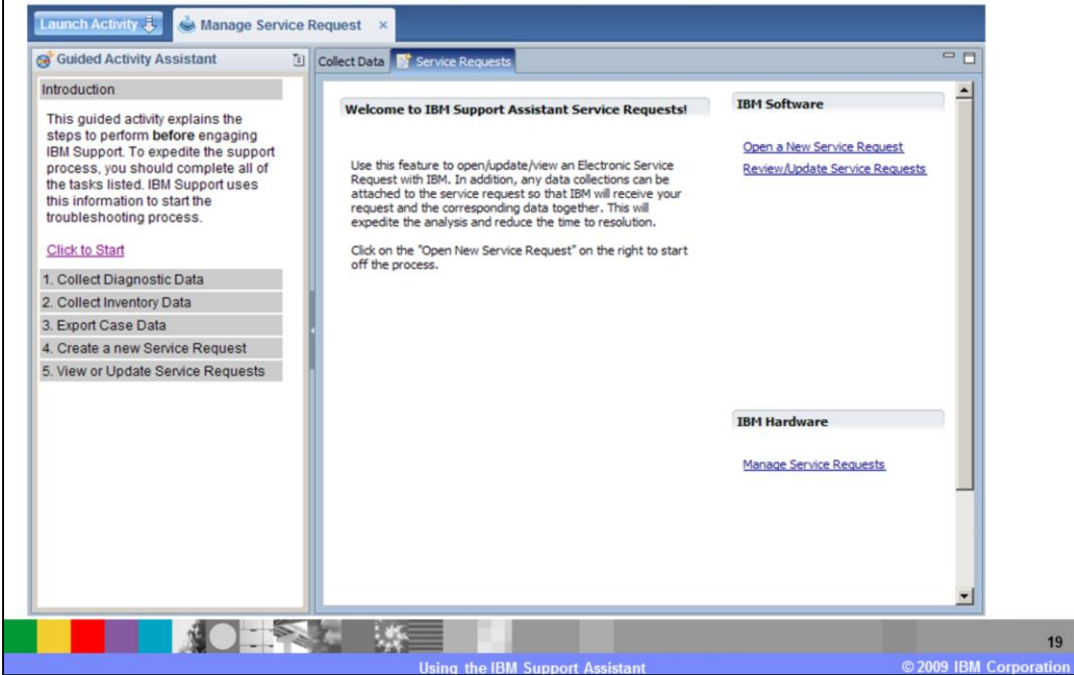 Launch Activity
Manage Service Request
Guided Activity Assistant
Introduction
This guided activity explains the
steps to perform before engaging
IBM Support. To expedite the support
process, you should complete all of
the tasks listed. IBM Support uses
this information to start the
troubleshooting process.
Click to Start
1. Collect Diagnostic Data
2. Collect Inventory Data
3. Export Case Data
4. Create a new Service Request
5. View or Update Service Requests
Collect Data
Service Requests
Welcome to IBM Support Assistant Service Requests!
Use this feature to open/update/view an Electronic Service
Request with IBM. In addition, any data collections can be
attached to the service request so that IBM will receive your
request and the corresponding data together. This will
expedite the analysis and reduce the time to resolution.
Click on the "Open New Service Request" on the right to start
off the process.
IBM Software
Open a New Service Request
Review/Update Service Requests
IBM Hardware
Manage Service Requests
19
Using the IBM Support Assistant
© 2009 IBM Corporation